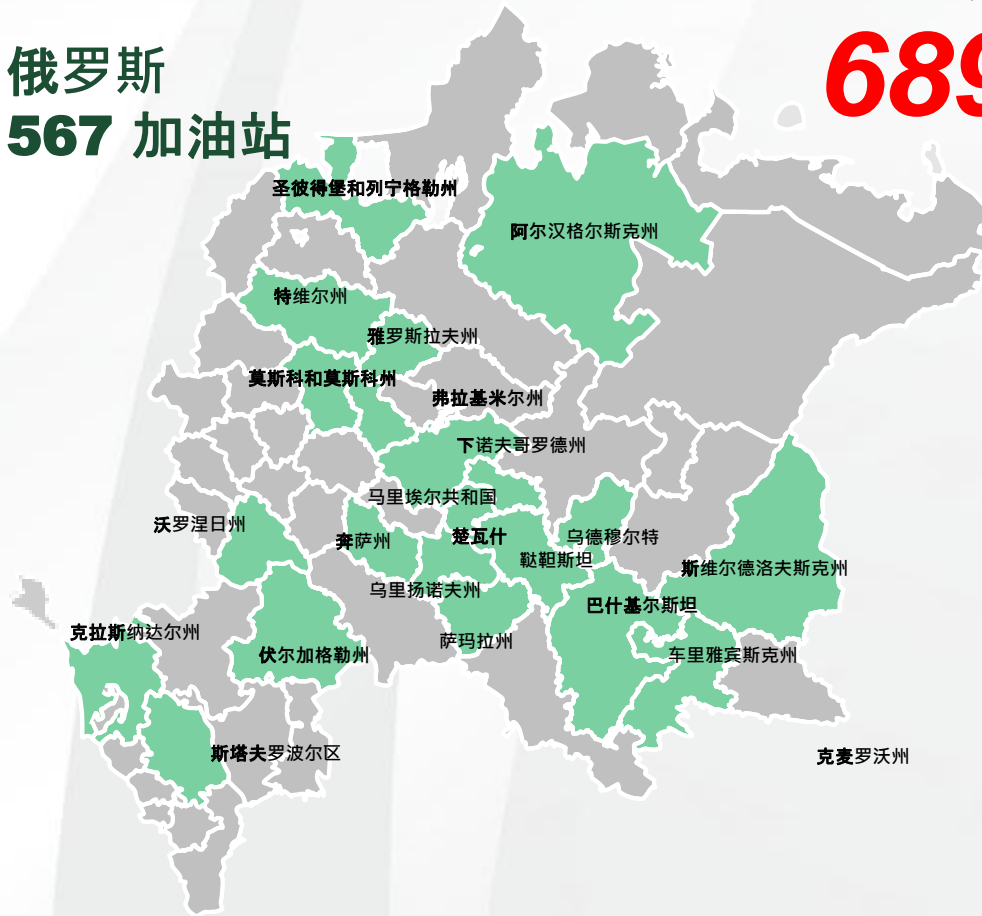 俄罗斯
567 加油站
689
圣彼得堡和列宁格勒州
阿尔汉格尔斯克州
特维尔州
雅罗斯拉夫州
莫斯科和莫斯科州
弗拉基米尔州
下诺夫哥罗德州
马里埃尔共和国
沃罗涅日州
奔萨州
楚瓦什
乌德穆尔特
鞑靼斯坦
斯维尔德洛夫斯克州
乌里扬诺夫州
巴什基尔斯坦
克拉斯纳达尔州
萨玛拉州
伏尔加格勒州
车里雅宾斯克州
斯塔夫罗波尔区
克麦罗沃州